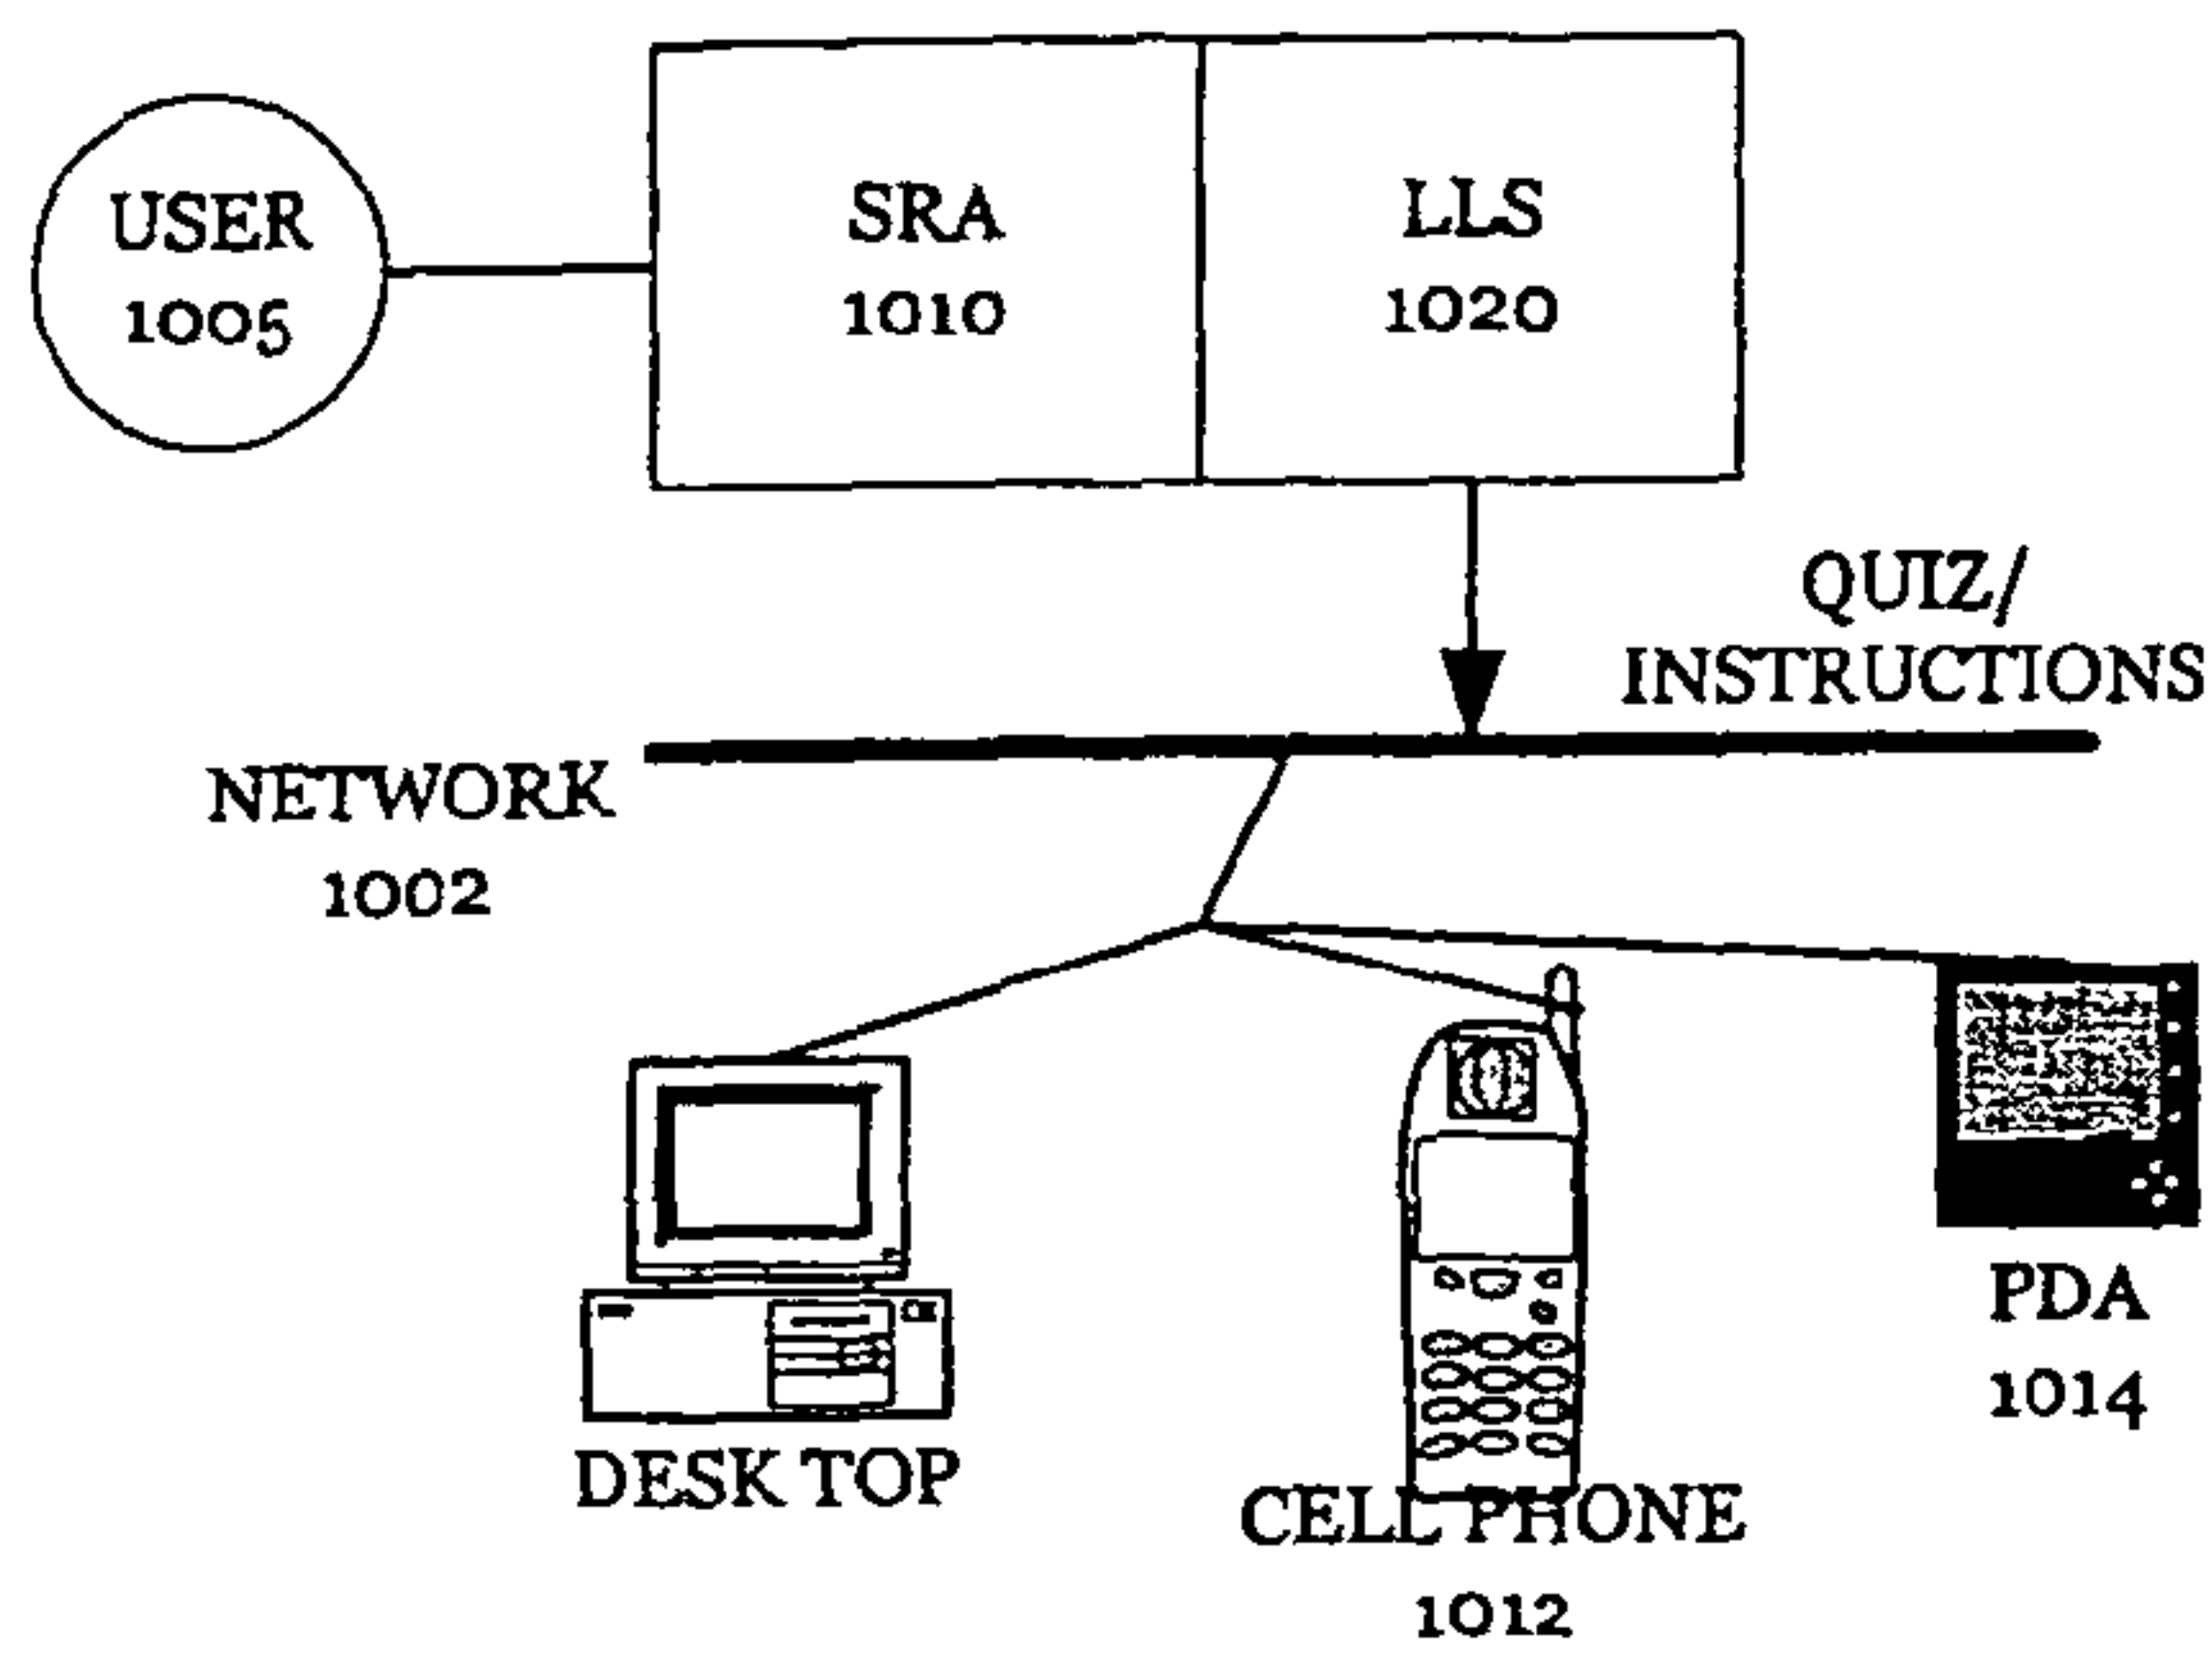 USER
1005
SRA
1010
LLS
1020
QUIZ/
INSTRUCTIONS
NETWORK
1002
DESK TOP
CELL PHONE
1012
PDA
1014